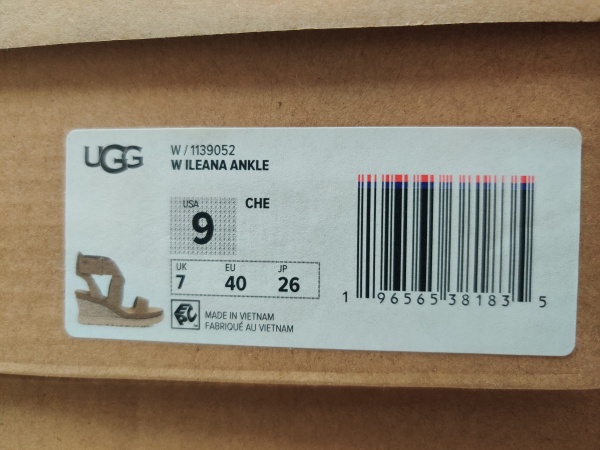 UGG
W / 1139052
W ILEANA ANKLE
USA
9
CHE
UK EU JP
7 40 26
MADE IN VIETNAM
FABRIQUÉ AU VIETNAM
1 96565 38183 5